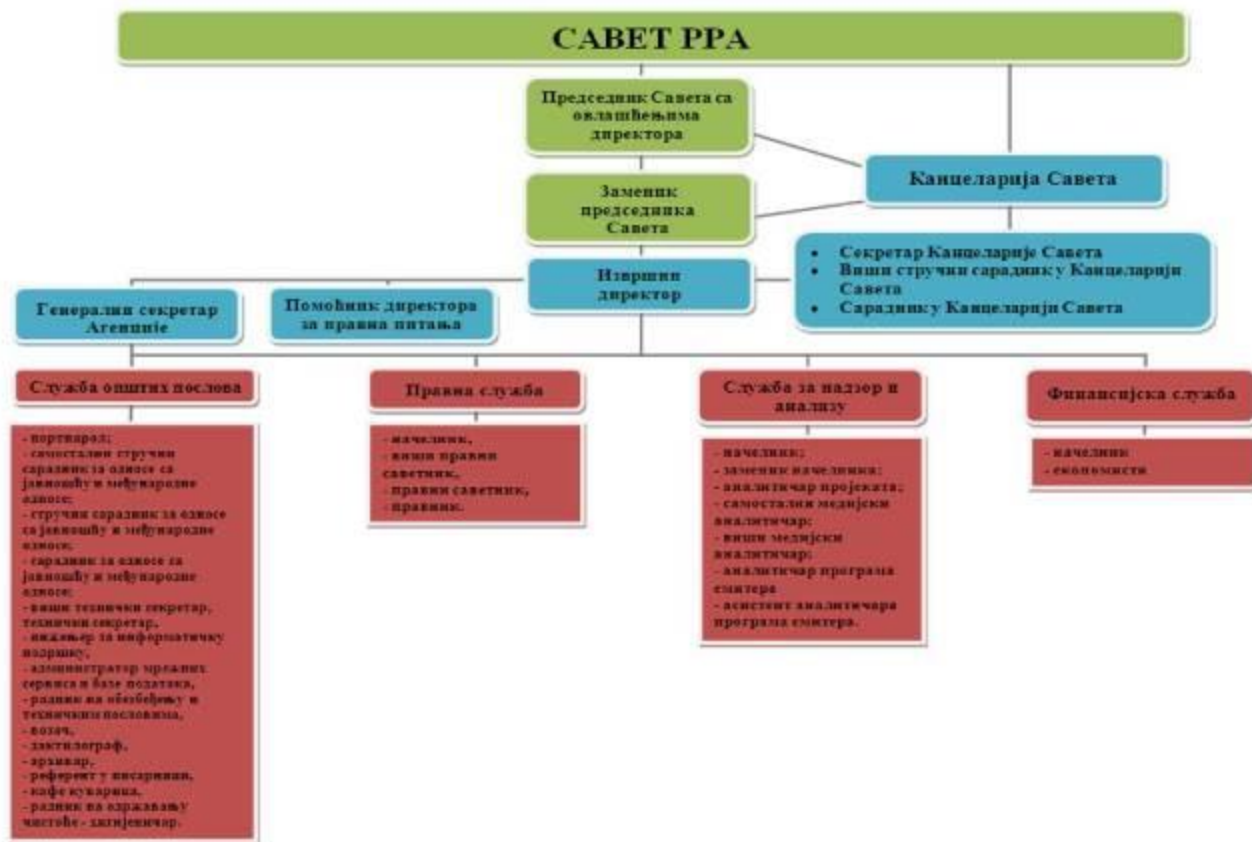 САВЕТ РРА
Председник Савета са
овлашћењима
директора
Канцеларија Савета
Заменик
председника
Савета
• Секретар Канцеларије Савета
• Виши стручни сарадник у Канцеларији
Савета
• Сарадник у Канцеларији Савета
Извршни
директор
Генерални секретар
Агенције
Помоћник директора
за правна питања
Служба општих послова
- портпарол;
- самостални стручни
сарадник за односе са
јавношћу и међународне
односе;
- стручни сарадник за односе
са јавношћу и међународне
односе,
- сарадник за односе са
јавношћу и међународне
односе;
- виши технички секретар,
технички секретар,
- инжењер за информатичку
подршку,
- администратор мрежних
сервиса и базе података,
- радник на обезбеђењу и
техничким пословима,
- возач,
- дактилограф,
- архивар,
- референт у писарници,
- кафе куварица,
- радник на одржавању
чистоће - хигијеничар.
Правна служба
- начелник,
- виши правни
саветник,
- правни саветник,
- правник.
Служба за надзор и
анализу
- начелник;
- заменик начелника;
- аналитичар пројеката;
- самостални медијски
аналитичар;
- виши медијски
аналитичар;
- аналитичар програма
емитера
- асистент аналитичара
програма емитера.
Финансијска служба
- начелник
- економиста